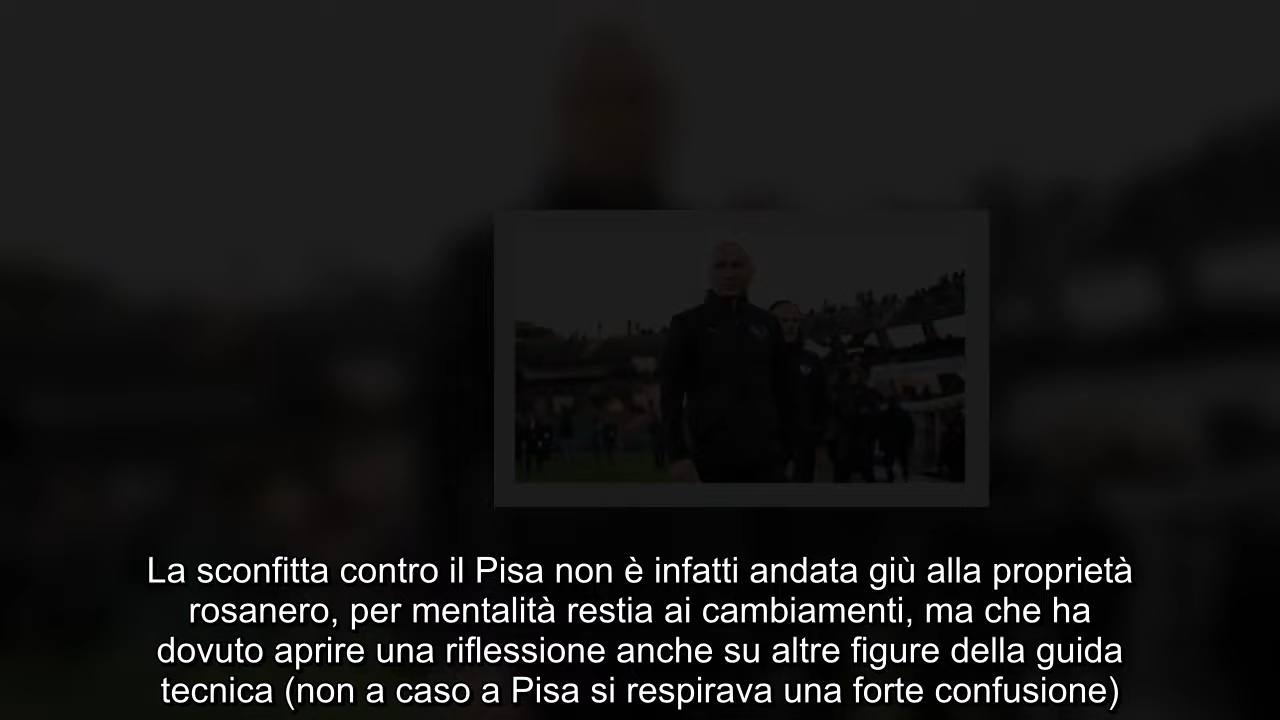 La sconfitta contro il Pisa non è infatti andata giù alla proprietà
rosanero, per mentalità restia ai cambiamenti, ma che ha
dovuto aprire una riflessione anche su altre figure della guida
tecnica (non a caso a Pisa si respirava una forte confusione)